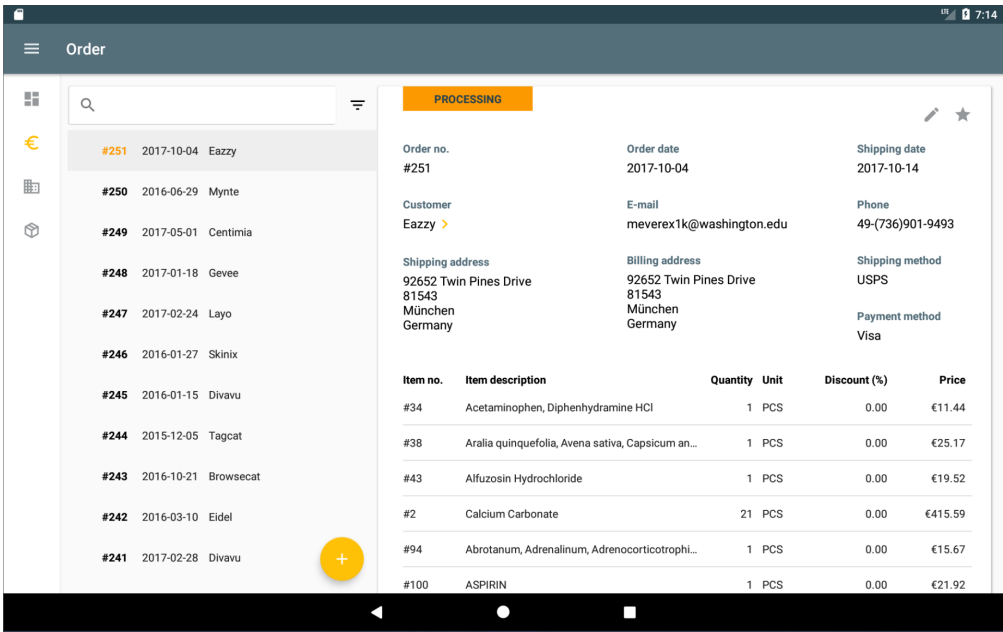 LTE 7:14
Order
#251 2017-10-04 Eazzy
#250 2016-06-29 Mynte
#249 2017-05-01 Centimia
#248 2017-01-18 Gevee
#247 2017-02-24 Layo
#246 2016-01-27 Skinix
#245 2016-01-15 Divavu
#244 2015-12-05 Tagcat
#243 2016-10-21 Browsecat
#242 2016-03-10 Eidel
#241 2017-02-28 Divavu
PROCESSING
Order no. Order date Shipping date
#251 2017-10-04 2017-10-14
Customer E-mail Phone
Eazzy meverex1k@washington.edu 49-(736)901-9493
Shipping address
92652 Twin Pines Drive
81543
München
Germany
Billing address
92652 Twin Pines Drive
81543
München
Germany
Shipping method
USPS
Payment method
Visa
Item no. Item description Quantity Unit Discount (%) Price
#34 Acetaminophen, Diphenhydramine HCl 1 PCS 0.00 €11.44
#38 Aralia quinquefolia, Avena sativa, Capsicum an... 1 PCS 0.00 €25.17
#43 Alfuzosin Hydrochloride 1 PCS 0.00 €19.52
#2 Calcium Carbonate 21 PCS 0.00 €415.59
#94 Abrotanum, Adrenalinum, Adrenocorticotrophi... 1 PCS 0.00 €15.67
#100 ASPIRIN 1 PCS 0.00 €21.92